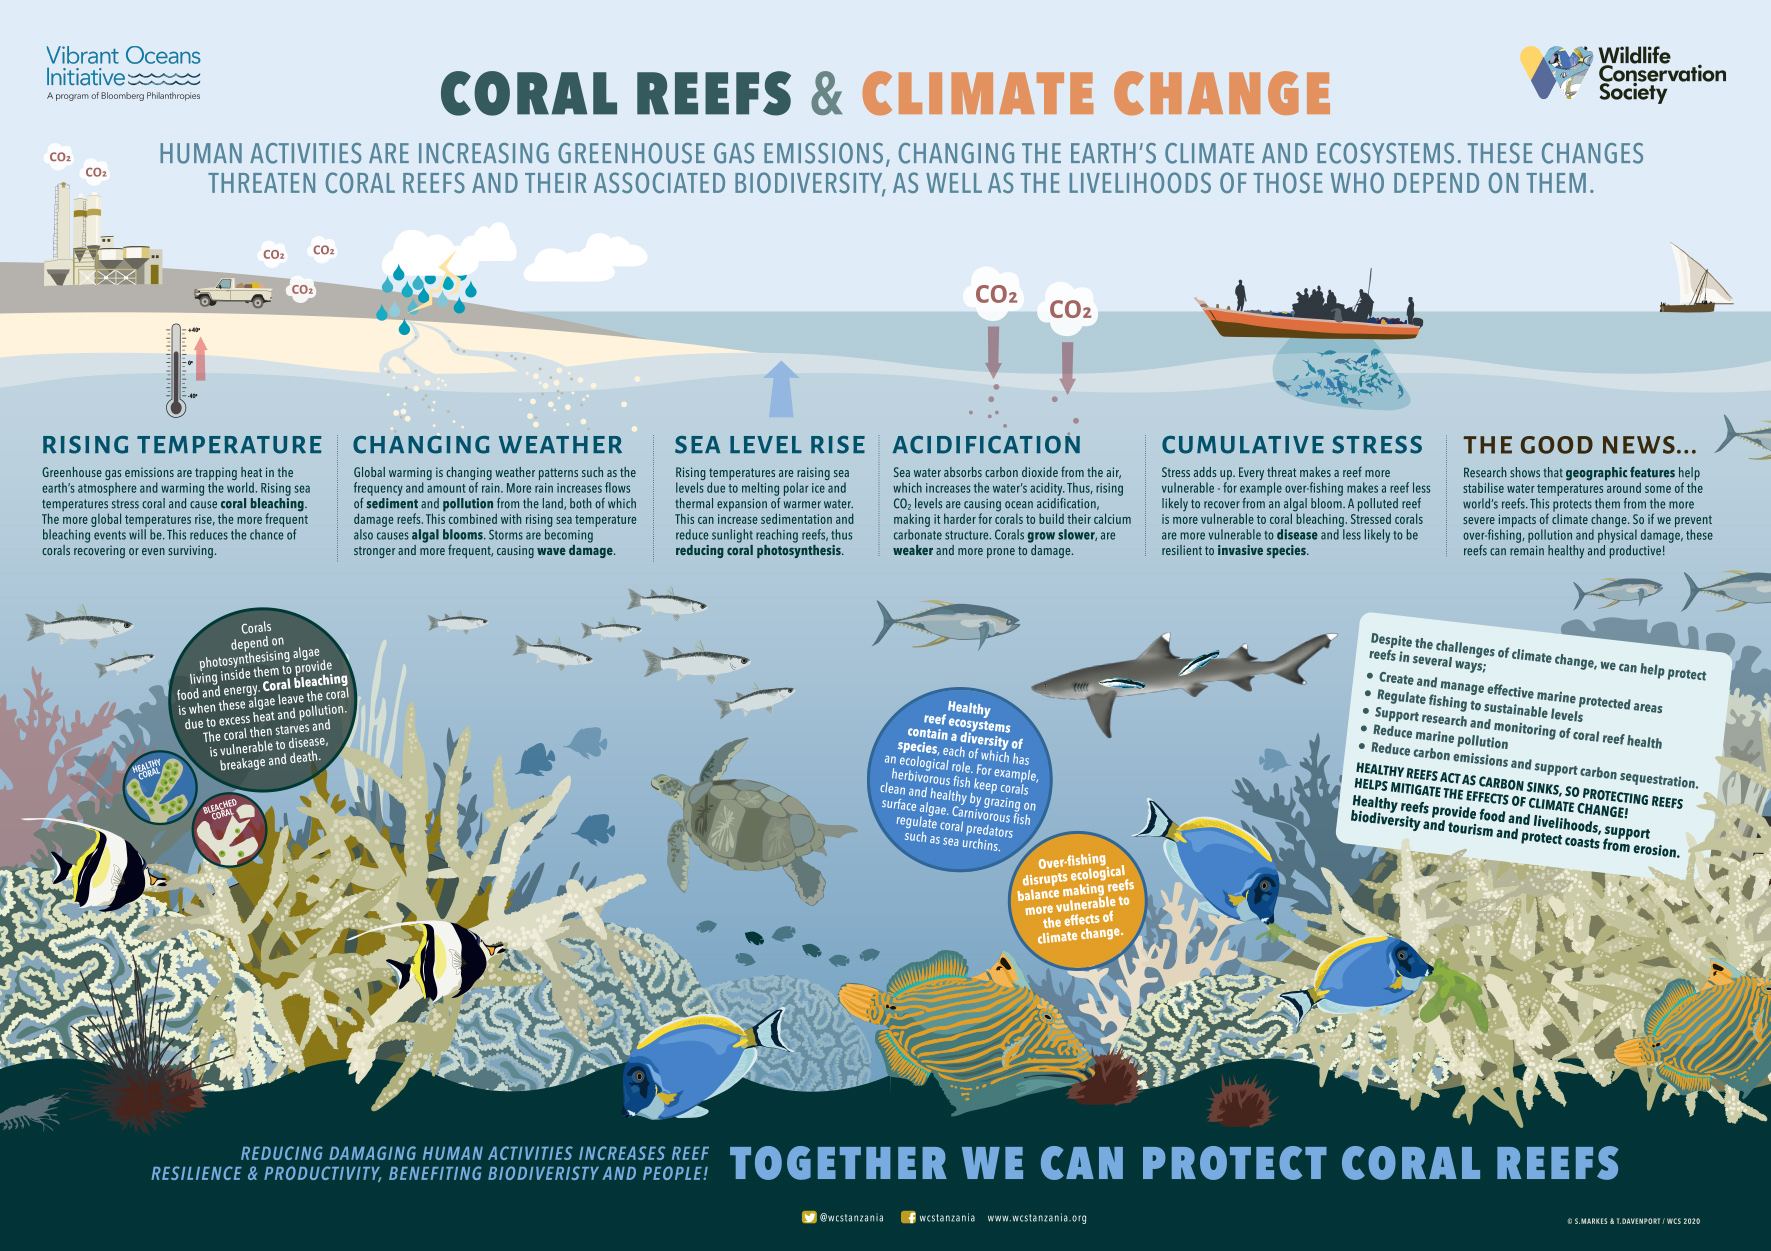 Vibrant Oceans
Initiative
A program of Bloomberg Philanthropies
CORAL REEFS & CLIMATE CHANGE
Wildlife
Conservation
Society
HUMAN ACTIVITIES ARE INCREASING GREENHOUSE GAS EMISSIONS, CHANGING THE EARTH'S CLIMATE AND ECOSYSTEMS. THESE CHANGES
THREATEN CORAL REEFS AND THEIR ASSOCIATED BIODIVERSITY, AS WELL AS THE LIVELIHOODS OF THOSE WHO DEPEND ON THEM.
CO₂
CO₂
CO₂
CO₂
CO₂
CO₂
CO₂
+40°
0°
-40°
RISING TEMPERATURE
Greenhouse gas emissions are trapping heat in the
earth's atmosphere and warming the world. Rising sea
temperatures stress coral and cause coral bleaching.
The more global temperatures rise, the more frequent
bleaching events will be. This reduces the chance of
corals recovering or even surviving.
CHANGING WEATHER
Global warming is changing weather patterns such as the
frequency and amount of rain. More rain increases flows
of sediment and pollution from the land, both of which
damage reefs. This combined with rising sea temperature
also causes algal blooms. Storms are becoming
stronger and more frequent, causing wave damage.
SEA LEVEL RISE
Rising temperatures are raising sea
levels due to melting polar ice and
thermal expansion of warmer water.
This can increase sedimentation and
reduce sunlight reaching reefs, thus
reducing coral photosynthesis.
ACIDIFICATION
Sea water absorbs carbon dioxide from the air,
which increases the water's acidity. Thus, rising
CO₂ levels are causing ocean acidification,
making it harder for corals to build their calcium
carbonate structure. Corals grow slower, are
weaker and more prone to damage.
CUMULATIVE STRESS
Stress adds up. Every threat makes a reef more
vulnerable - for example over-fishing makes a reef less
likely to recover from an algal bloom. A polluted reef
is more vulnerable to coral bleaching. Stressed corals
are more vulnerable to disease and less likely to be
resilient to invasive species.
THE GOOD NEWS...
Research shows that geographic features help
stabilise water temperatures around some of the
world's reefs. This protects them from the more
severe impacts of climate change. So if we prevent
over-fishing, pollution and physical damage, these
reefs can remain healthy and productive!
Corals
depend on
photosynthesising algae
living inside them to provide
food and energy. Coral bleaching
is when these algae leave the coral
due to excess heat and pollution.
The coral then starves and
is vulnerable to disease,
breakage and death.
HEALTHY
CORAL
BLEACHED
CORAL
Healthy
reef ecosystems
contain a diversity of
species, each of which has
an ecological role. For example,
herbivorous fish keep corals
clean and healthy by grazing on
surface algae. Carnivorous fish
regulate coral predators
such as sea urchins.
Over-fishing
disrupts ecological
balance making reefs
more vulnerable to
the effects of
climate change.
Despite the challenges of climate change, we can help protect
reefs in several ways;
• Create and manage effective marine protected areas
• Regulate fishing to sustainable levels
• Support research and monitoring of coral reef health
• Reduce marine pollution
• Reduce carbon emissions and support carbon sequestration.
HEALTHY REEFS ACT AS CARBON SINKS, SO PROTECTING REEFS
HELPS MITIGATE THE EFFECTS OF CLIMATE CHANGE!
Healthy reefs provide food and livelihoods, support
biodiversity and tourism and protect coasts from erosion.
REDUCING DAMAGING HUMAN ACTIVITIES INCREASES REEF
RESILIENCE & PRODUCTIVITY, BENEFITING BIODIVERISTY AND PEOPLE!
TOGETHER WE CAN PROTECT CORAL REEFS
@wcstanzania wcstanzania www.wcstanzania.org
© S.MARKES & T.DAVENPORT / WCS 2020